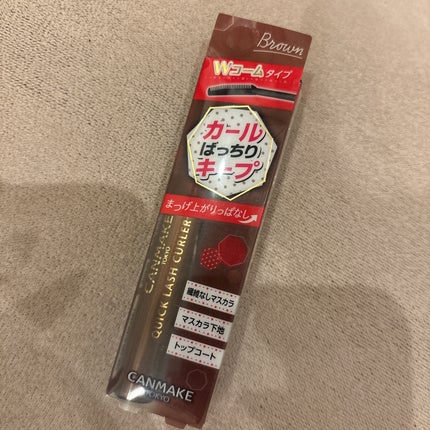 Brown
Wコームタイプ
カール
ばっちり
キープ
まつげ上がりっぱなし
CANMAKE
TOKYO
QUICK LASH CURLER
繊維なしマスカラ
マスカラ下地
トップコート
CANMAKE
TOKYO